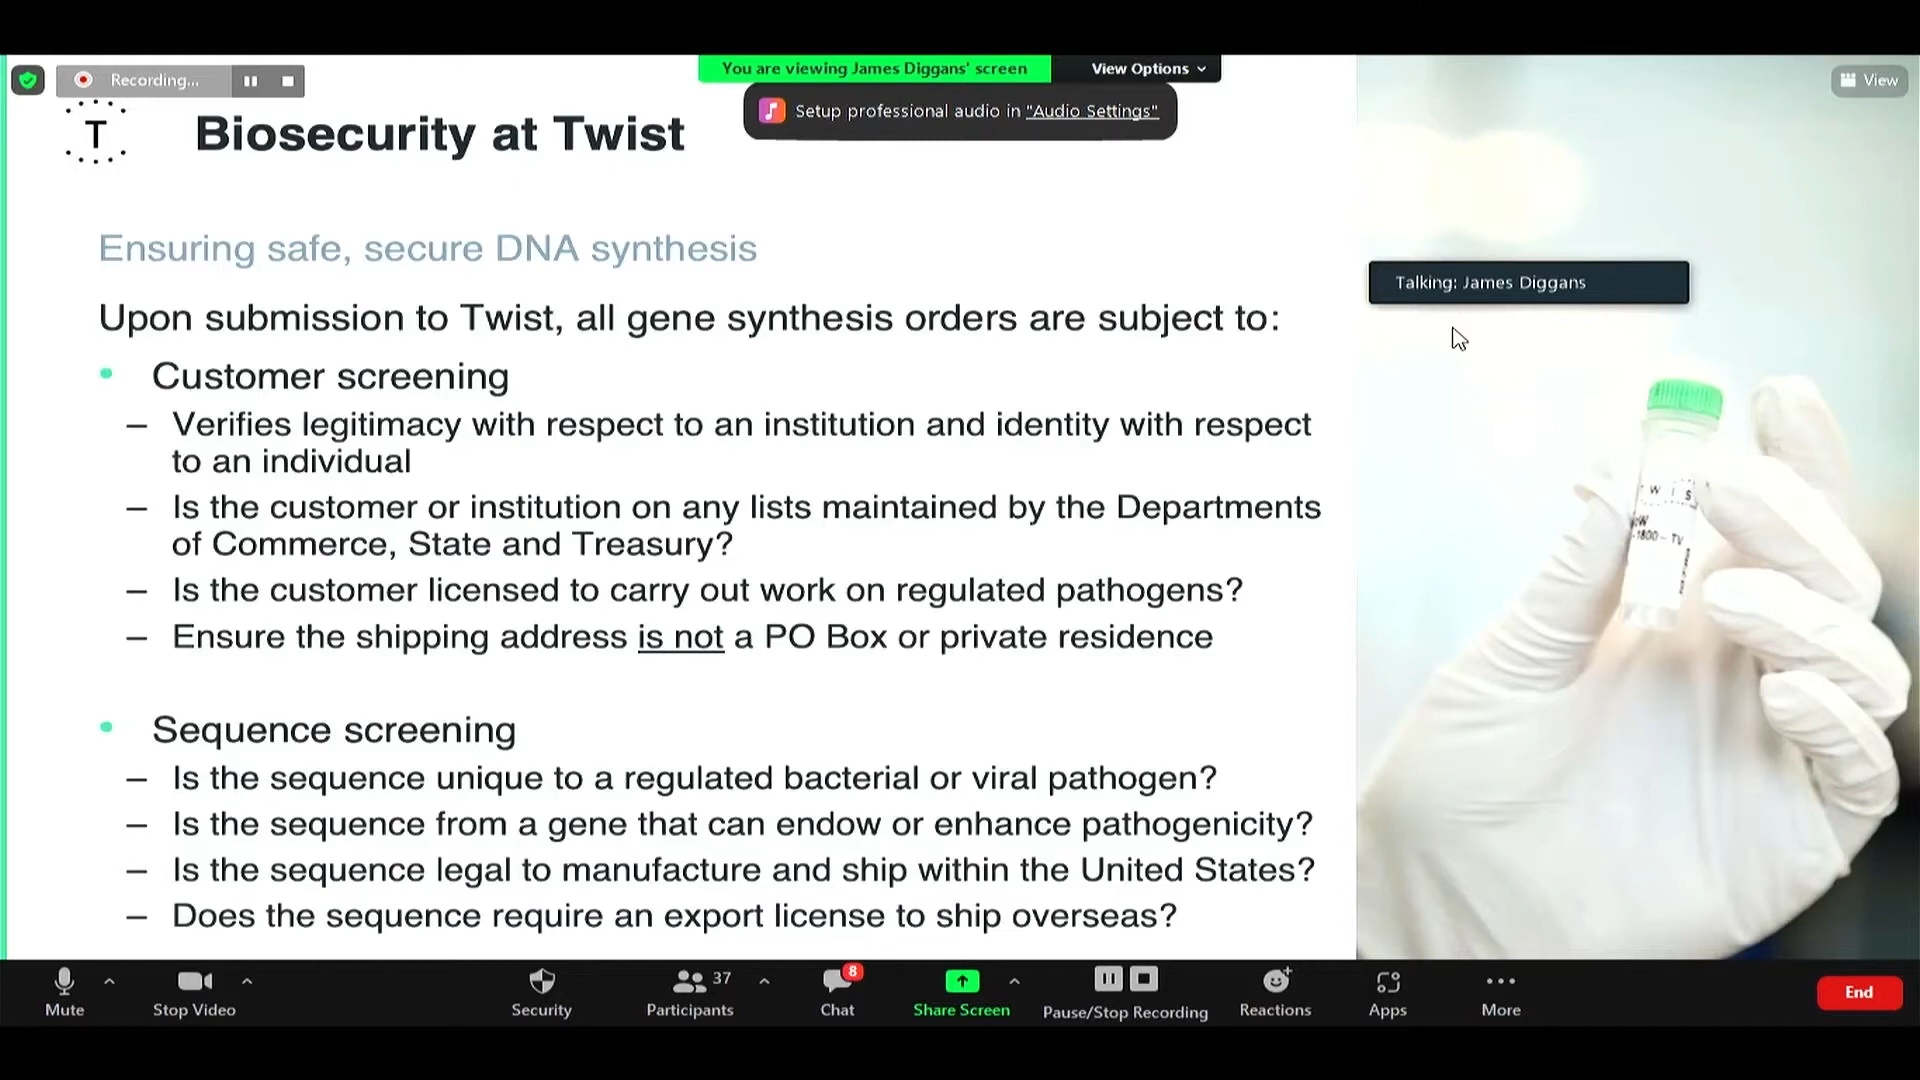 You are viewing James Diggans' screen
View Options
Recording...
View
Setup professional audio in "Audio Settings"
T
Biosecurity at Twist
Ensuring safe, secure DNA synthesis
Talking: James Diggans
Upon submission to Twist, all gene synthesis orders are subject to:
• Customer screening
– Verifies legitimacy with respect to an institution and identity with respect
to an individual
– Is the customer or institution on any lists maintained by the Departments
of Commerce, State and Treasury?
– Is the customer licensed to carry out work on regulated pathogens?
– Ensure the shipping address is not a PO Box or private residence
• Sequence screening
– Is the sequence unique to a regulated bacterial or viral pathogen?
– Is the sequence from a gene that can endow or enhance pathogenicity?
– Is the sequence legal to manufacture and ship within the United States?
– Does the sequence require an export license to ship overseas?
W I S
-1800-TV
Mute
Stop Video
Security
37
Participants
8
Chat
Share Screen
Pause/Stop Recording
Reactions
Apps
More
End